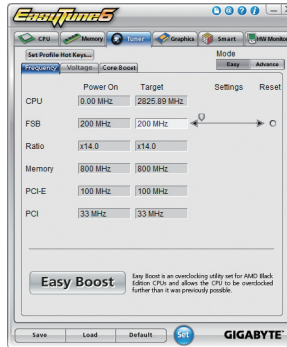 EasyTune6
CPU Memory Tuner Graphics Smart HW Monitor
Set Profile Hot Keys... Mode
Frequency Voltage Core Boost Easy Advance
Power On Target Settings Reset
CPU 0.00 MHz 2825.89 MHz
FSB 200 MHz 200 MHz
Ratio x14.0 x14.0
Memory 800 MHz 800 MHz
PCI-E 100 MHz 100 MHz
PCI 33 MHz 33 MHz
Easy Boost
Easy Boost is an overclocking utility set for AMD Black
Edition CPUs and allows the CPU to be overclocked
further than it was previously possible.
Save Load Default Set GIGABYTE